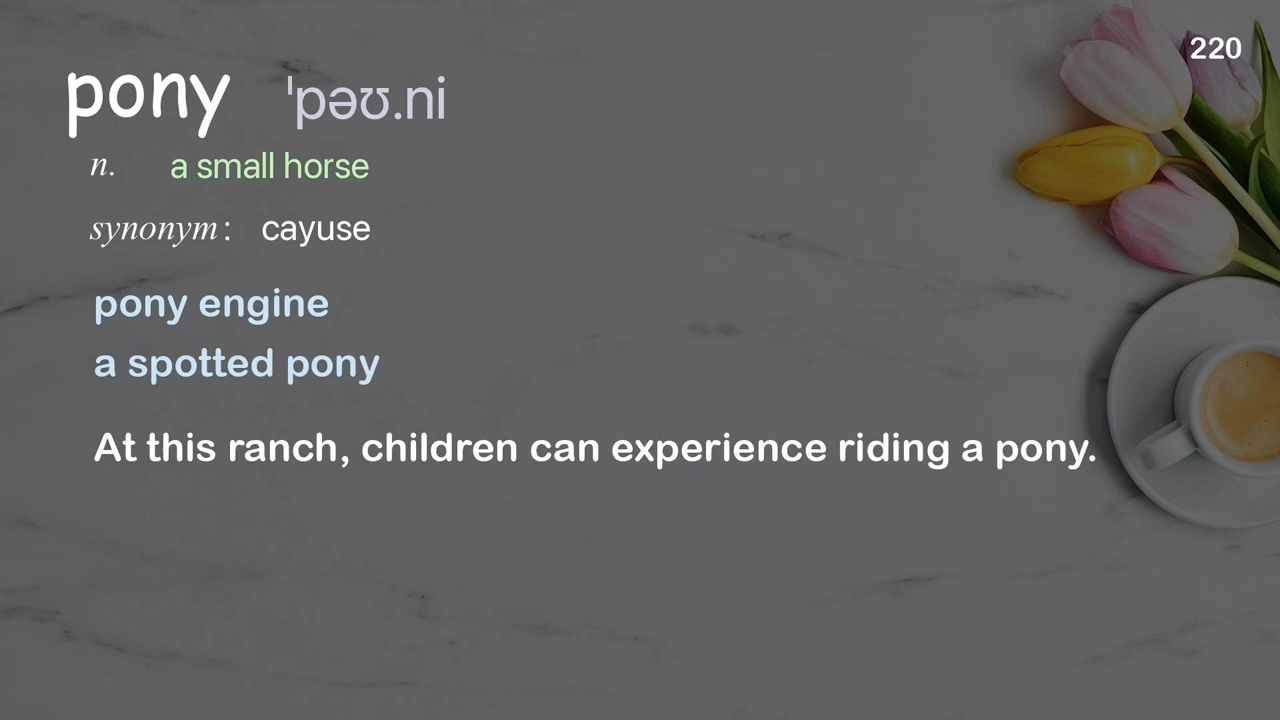 220
pony ˈpəʊ.ni
n. a small horse
synonym: cayuse
pony engine
a spotted pony
At this ranch, children can experience riding a pony.